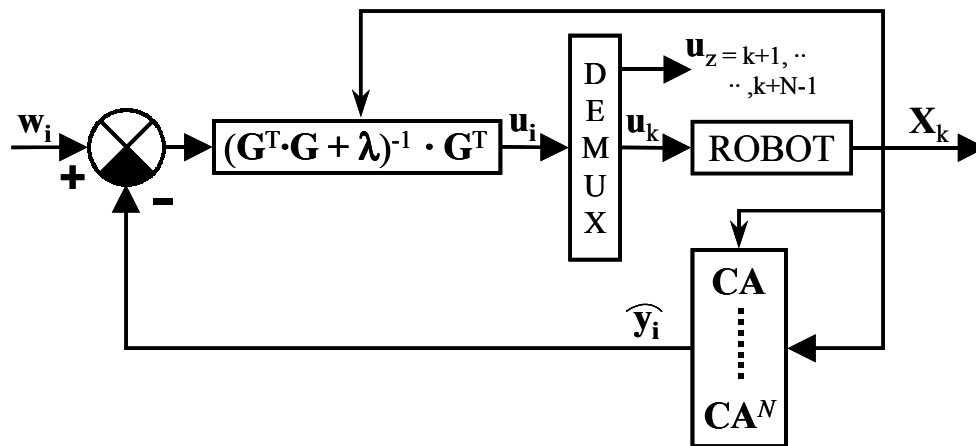 w_i
+
−
(G^T·G + λ)^-1 · G^T
u_i
D
E
M
U
X
u_z = k+1, ··
·· ,k+N-1
u_k
ROBOT
X_k
CA
CA^N
ŷ_i